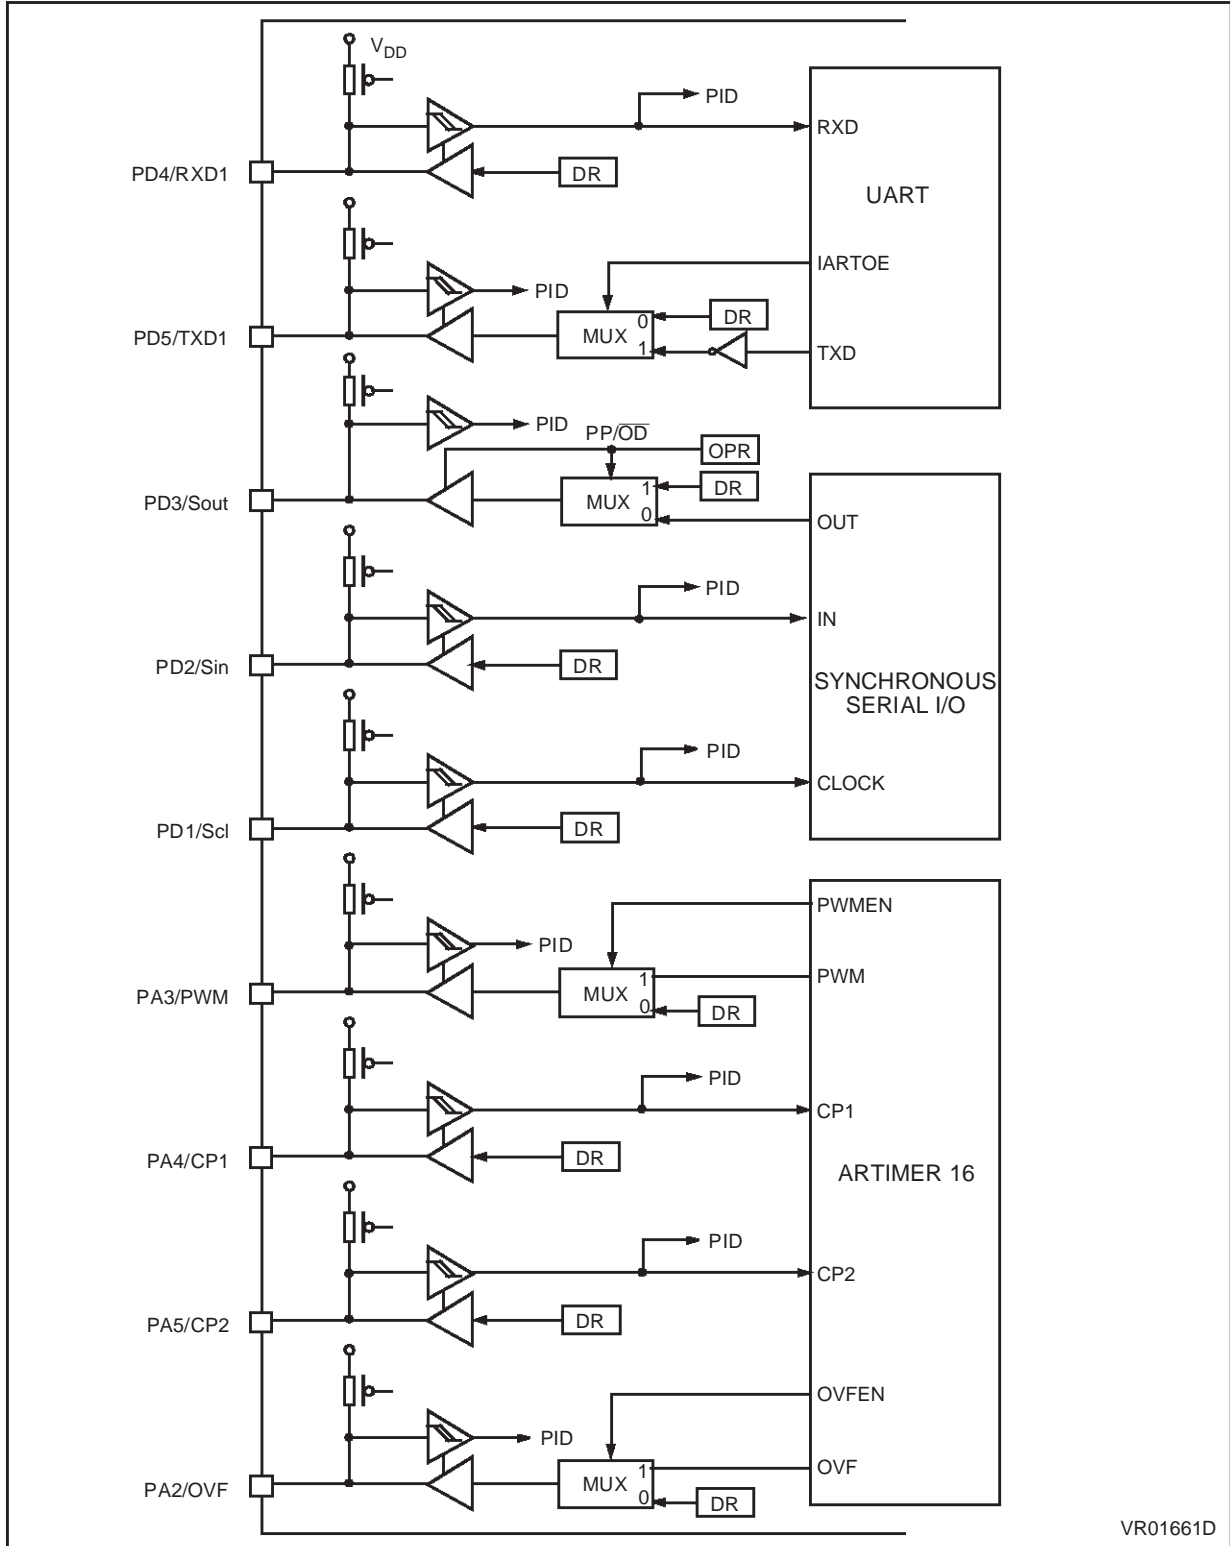 VDD
PID
RXD
PD4/RXD1
DR
UART
IARTOE
PID
DR
0
PD5/TXD1
MUX
1
TXD
PID
PP/OD
OPR
DR
1
PD3/Sout
MUX
0
OUT
PID
IN
PD2/Sin
DR
SYNCHRONOUS
SERIAL I/O
PID
CLOCK
PD1/Scl
DR
PWMEN
PID
1
PWM
PA3/PWM
MUX
0
DR
PID
CP1
PA4/CP1
DR
ARTIMER 16
PID
CP2
PA5/CP2
DR
OVFEN
PID
1
OVF
PA2/OVF
MUX
0
DR
VR01661D